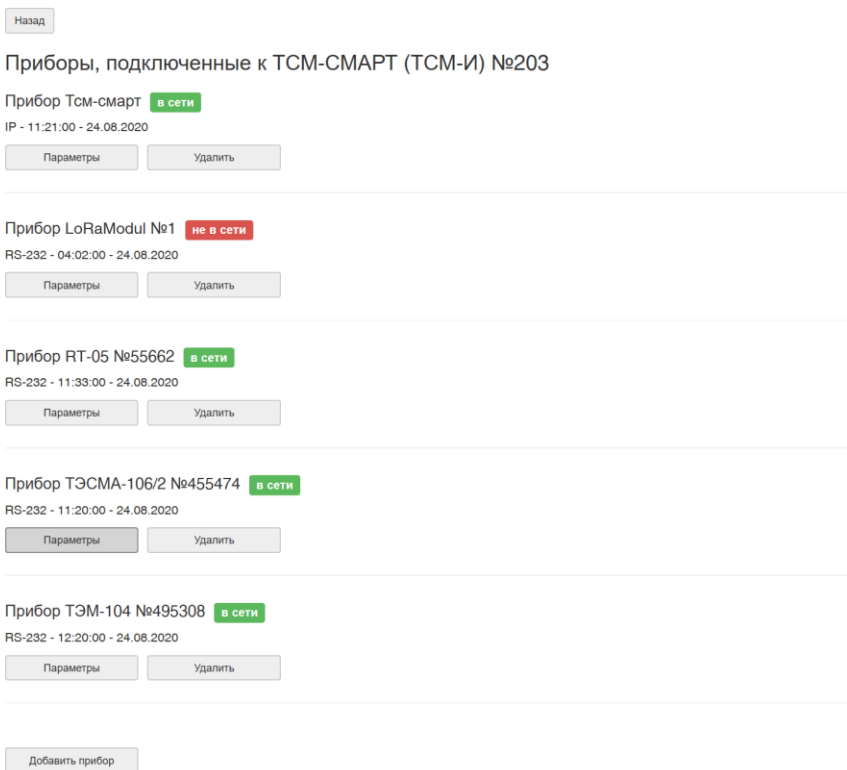 Назад
Приборы, подключенные к ТСМ-СМАРТ (ТСМ-И) №203
Прибор Тсм-смарт в сети
IP - 11:21:00 - 24.08.2020
Параметры Удалить
Прибор LoRaModul №1 не в сети
RS-232 - 04:02:00 - 24.08.2020
Параметры Удалить
Прибор RT-05 №55662 в сети
RS-232 - 11:33:00 - 24.08.2020
Параметры Удалить
Прибор ТЭСМА-106/2 №455474 в сети
RS-232 - 11:20:00 - 24.08.2020
Параметры Удалить
Прибор ТЭМ-104 №495308 в сети
RS-232 - 12:20:00 - 24.08.2020
Параметры Удалить
Добавить прибор